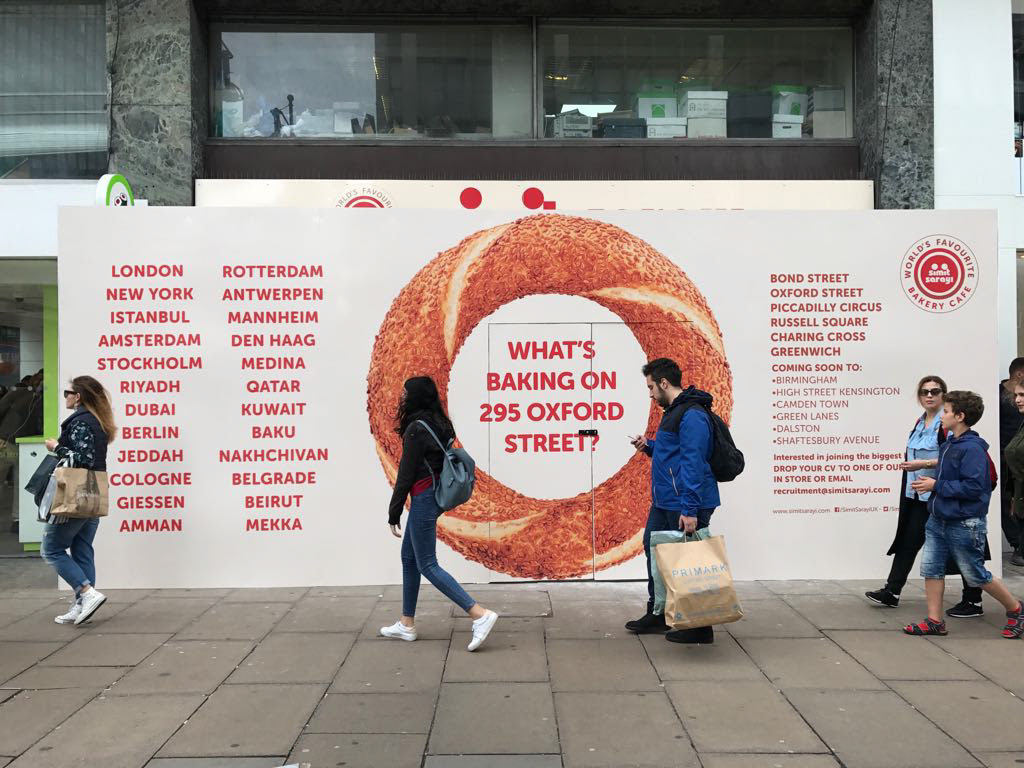 WORLD'S FAVOURITE
LONDON
NEW YORK
ISTANBUL
AMSTERDAM
STOCKHOLM
RIYADH
DUBAI
BERLIN
JEDDAH
COLOGNE
GIESSEN
AMMAN
ROTTERDAM
ANTWERPEN
MANNHEIM
DEN HAAG
MEDINA
QATAR
KUWAIT
BAKU
NAKHCHIVAN
BELGRADE
BEIRUT
MEKKA
WHAT'S
BAKING ON
295 OXFORD
STREET?
BOND STREET
OXFORD STREET
PICCADILLY CIRCUS
RUSSELL SQUARE
CHARING CROSS
GREENWICH
COMING SOON TO:
•BIRMINGHAM
•HIGH STREET KENSINGTON
•CAMDEN TOWN
•GREEN LANES
•DALSTON
•SHAFTESBURY AVENUE
Interested in joining the biggest
DROP YOUR CV TO ONE OF OUR
IN STORE OR EMAIL
recruitment@simitsarayi.com
www.simitsarayi.com /SimitSarayiUK -
WORLD'S FAVOURITE
simit
sarayi
BAKERY CAFE
PRIMARK